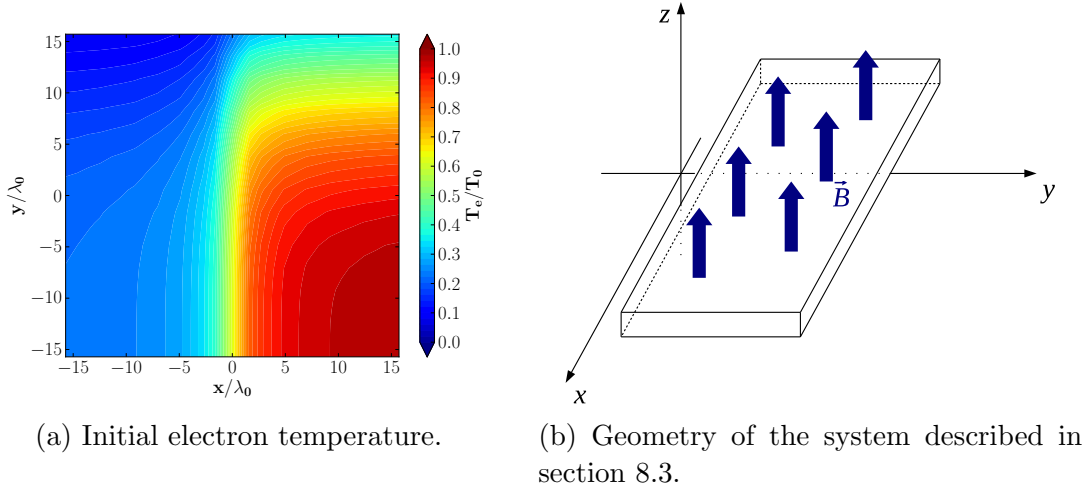 15
10
5
0
−5
−10
−15
y/λ₀
−15
−10
−5
0
5
10
15
x/λ₀
1.0
0.9
0.8
0.7
0.6
0.5
0.4
0.3
0.2
0.1
0.0
Tₑ/T₀
z
y
x
B⃗
(a) Initial electron temperature.
(b) Geometry of the system described in
section 8.3.